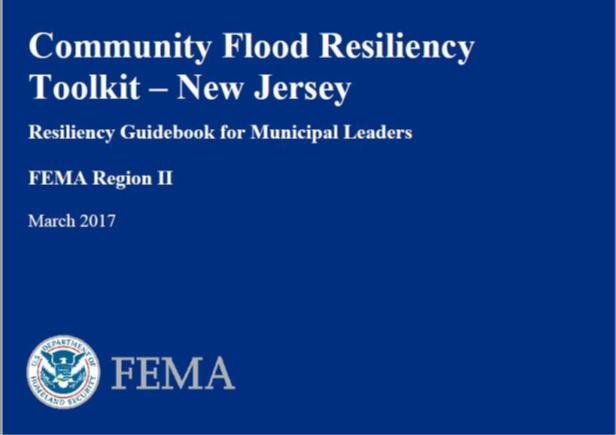 Community Flood Resiliency
Toolkit – New Jersey
Resiliency Guidebook for Municipal Leaders
FEMA Region II
March 2017
U.S. DEPARTMENT OF
HOMELAND SECURITY
FEMA